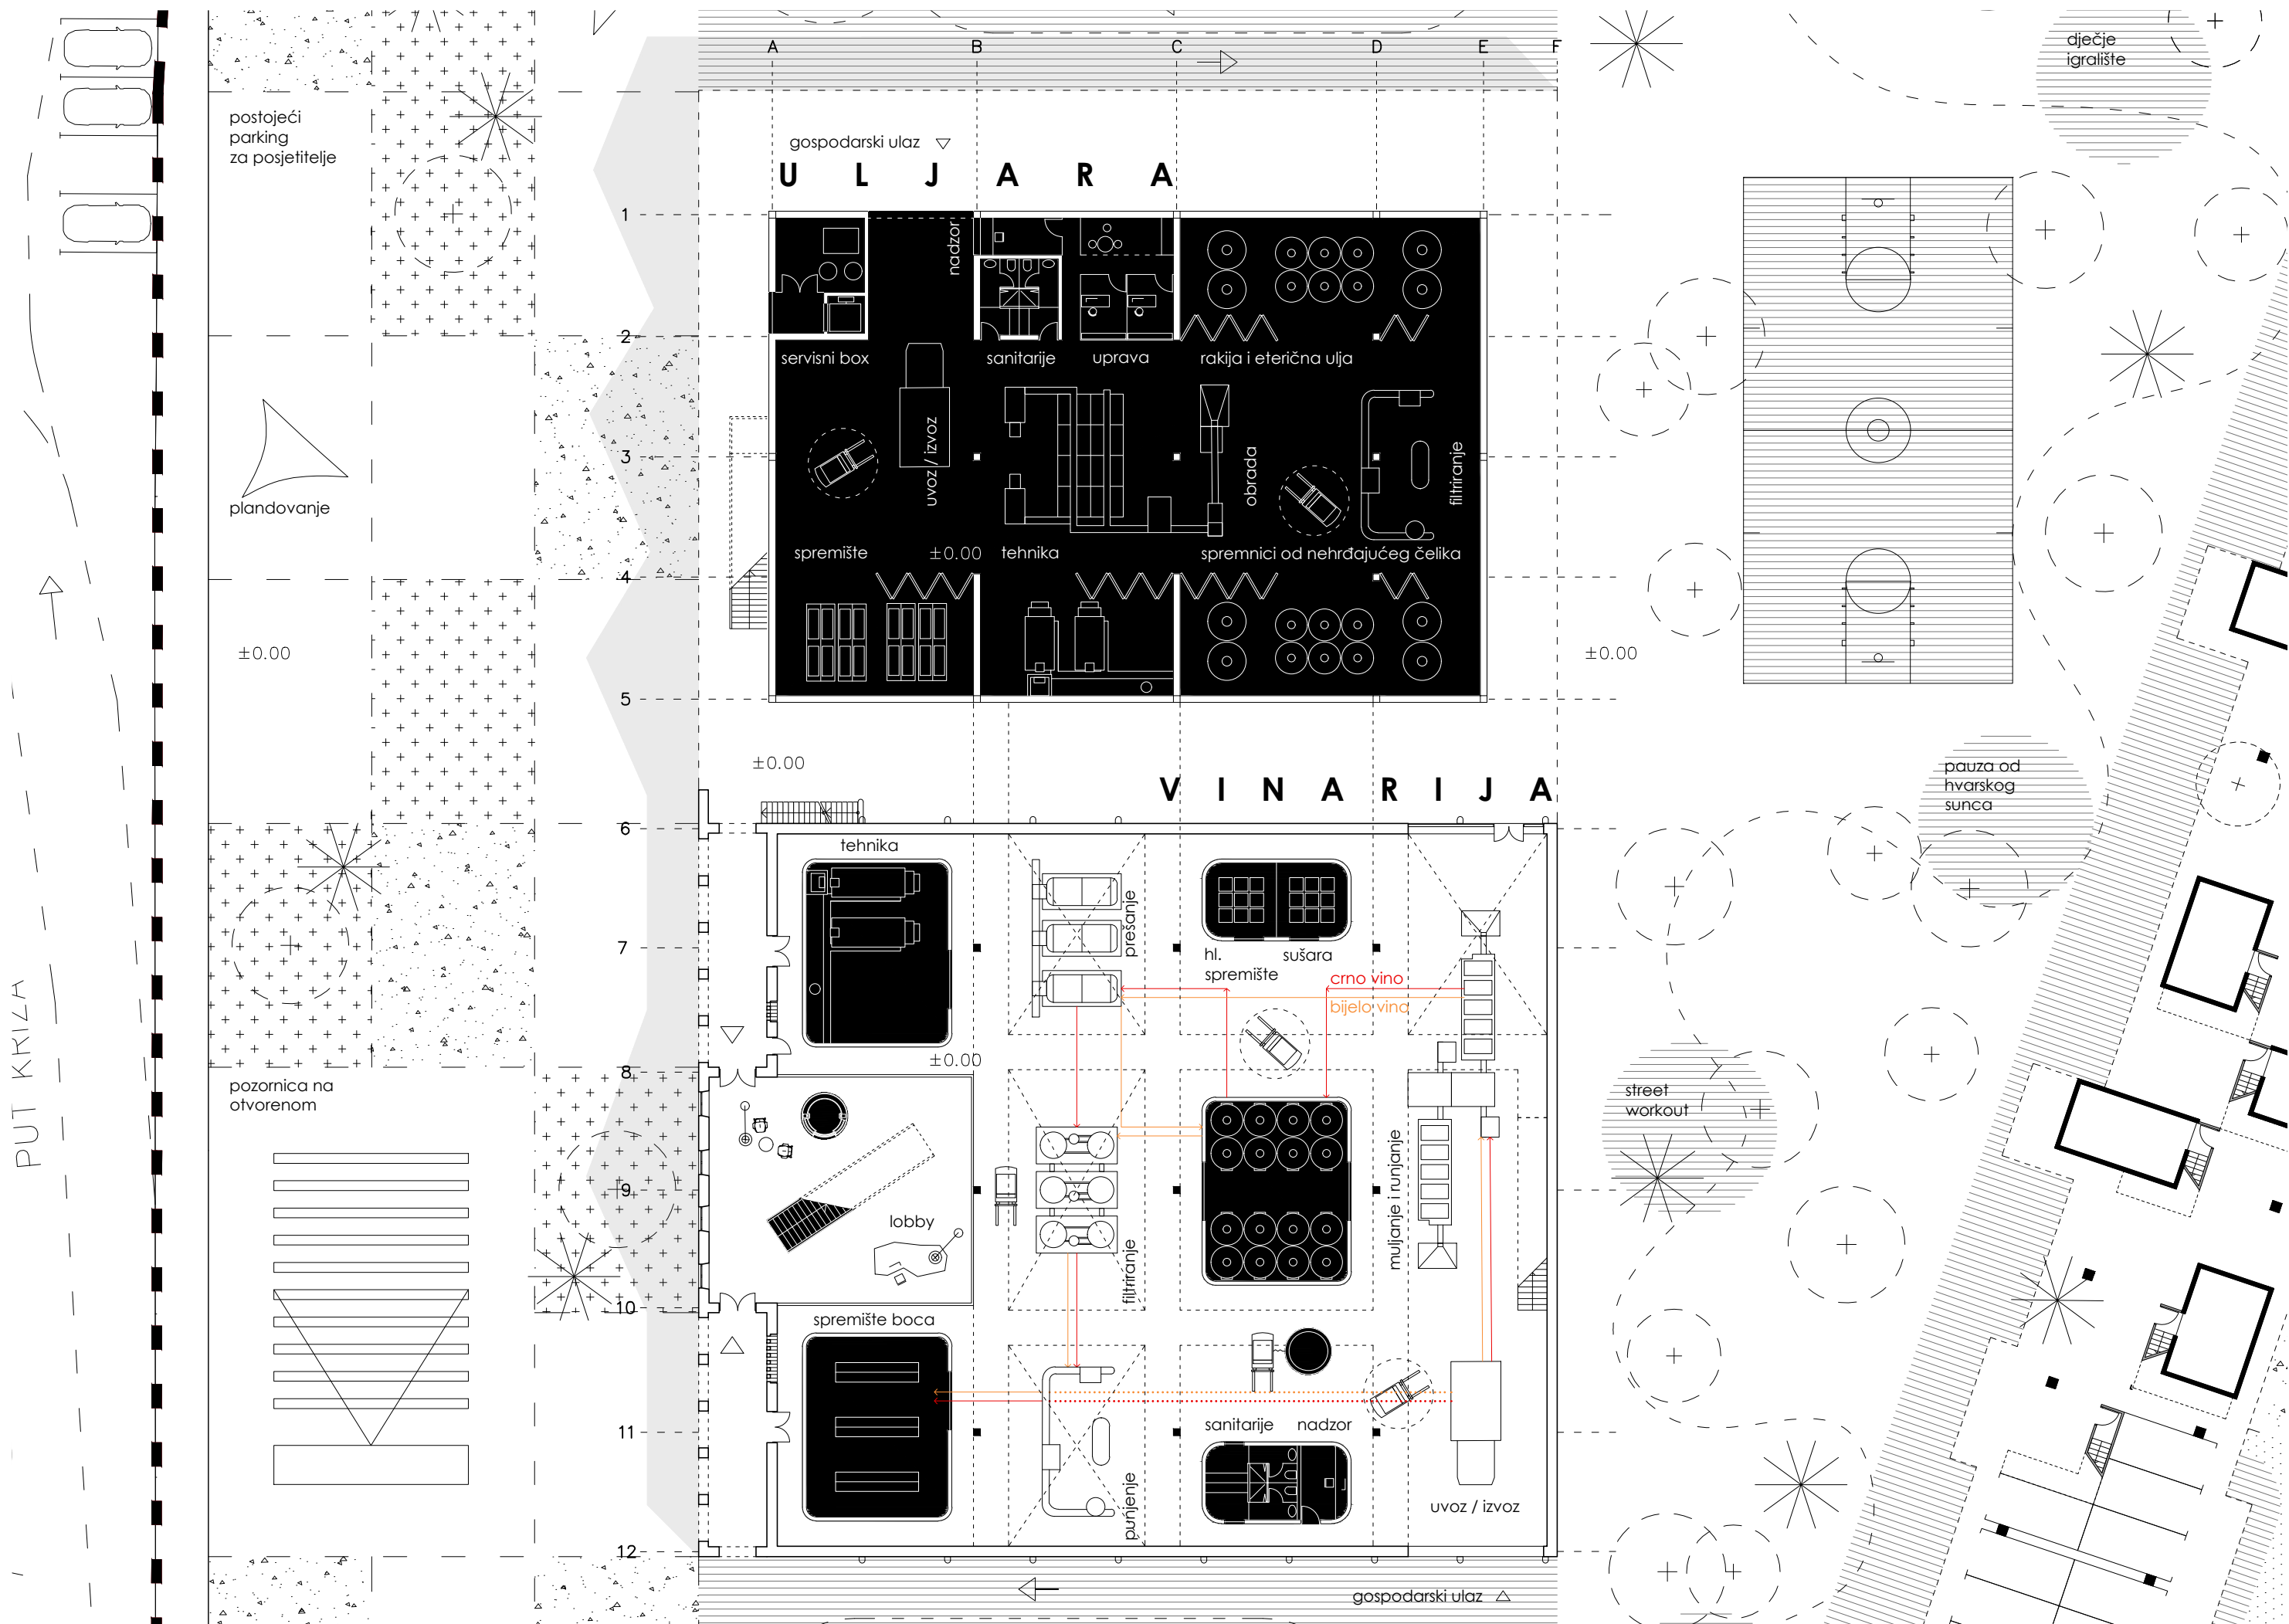 A B C D E F
dječje
igralište
postojeći
parking
za posjetitelje
gospodarski ulaz
ULJARA
1
nadzor
2
servisni box
sanitarije
uprava
rakija i eterična ulja
uvoz / izvoz
3
obrada
filtriranje
plandovanje
spremište
±0.00
tehnika
spremnici od nehrđajućeg čelika
4
±0.00
±0.00
5
±0.00
VINARIJA
pauza od
hvarskog
sunca
6
tehnika
prešanje
7
hl.
spremište
sušara
crno vino
bijelo vino
±0.00
8
pozornica na
otvorenom
PUT KRIŽA
street
workout
muljanje i runjanje
9
lobby
filtriranje
10
spremište boca
11
sanitarije
nadzor
punjenje
uvoz / izvoz
12
gospodarski ulaz